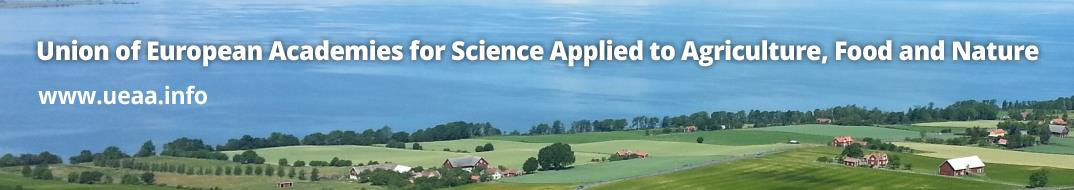 Union of European Academies for Science Applied to Agriculture, Food and Nature
www.ueaa.info